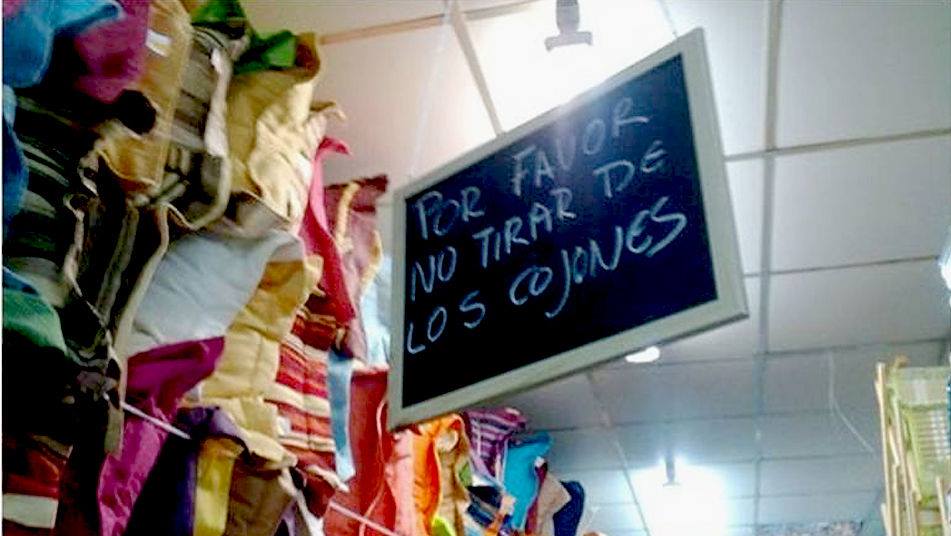 POR FAVOR
NO TIRAR DE
LOS COJONES